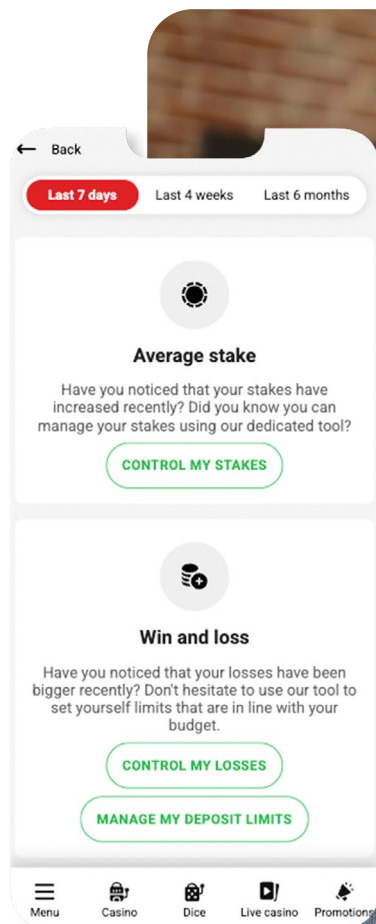 ← Back
Last 7 days Last 4 weeks Last 6 months
Average stake
Have you noticed that your stakes have
increased recently? Did you know you can
manage your stakes using our dedicated tool?
CONTROL MY STAKES
Win and loss
Have you noticed that your losses have been
bigger recently? Don't hesitate to use our tool to
set yourself limits that are in line with your
budget.
CONTROL MY LOSSES
MANAGE MY DEPOSIT LIMITS
Menu Casino Dice Live casino Promotions